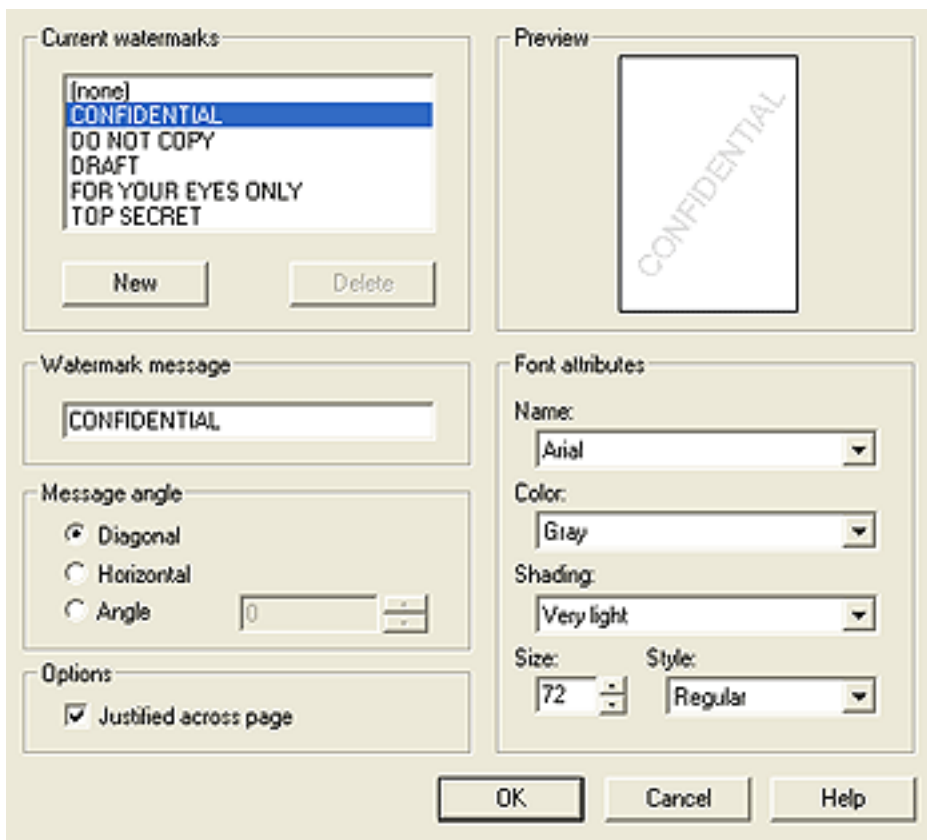 Current watermarks
(none)
CONFIDENTIAL
DO NOT COPY
DRAFT
FOR YOUR EYES ONLY
TOP SECRET
New Delete
Preview
CONFIDENTIAL
Watermark message
CONFIDENTIAL
Message angle
Diagonal
Horizontal
Angle 0
Options
Justified across page
Font attributes
Name:
Arial
Color:
Gray
Shading:
Very light
Size: Style:
72 Regular
OK Cancel Help